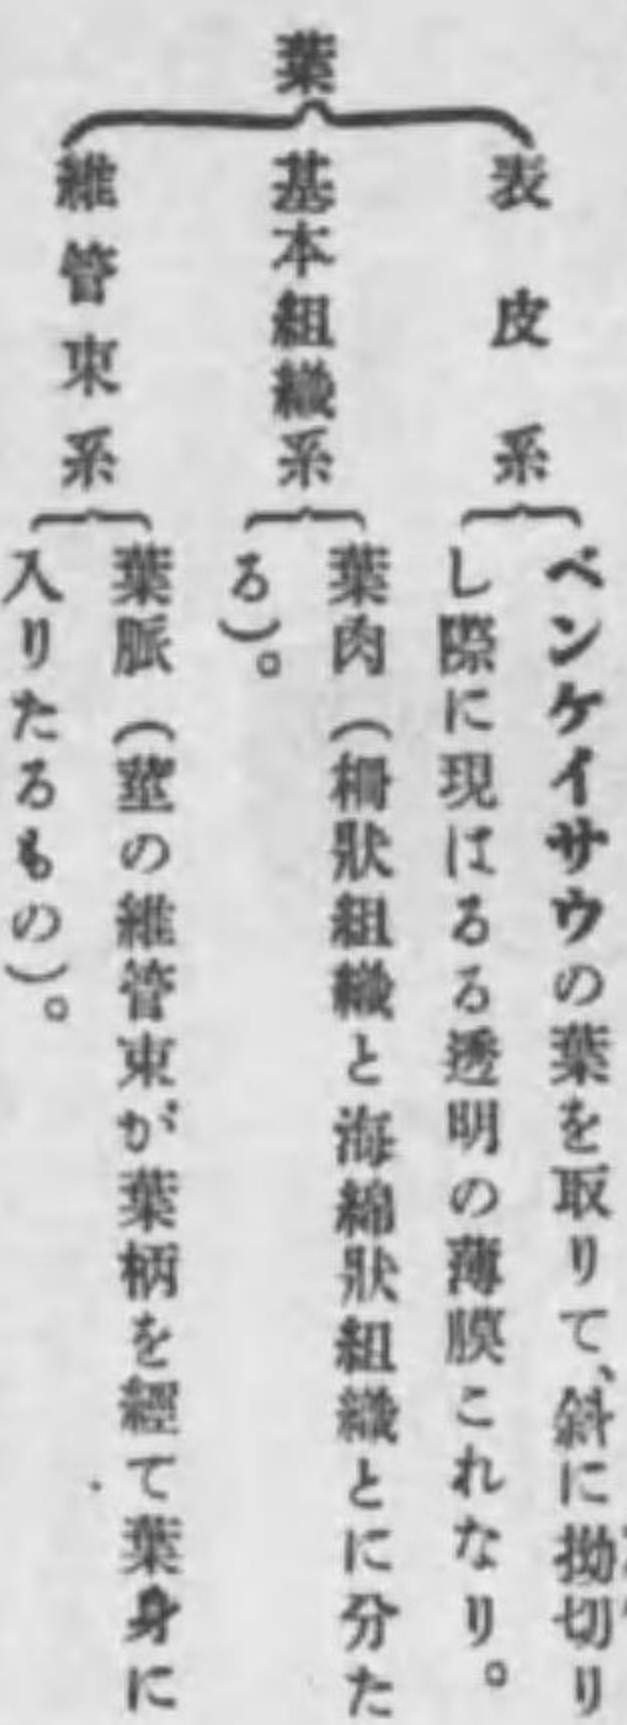 葉
表皮系
ベンケイサウの葉を取りて、斜に拗切り
し際に現はるる透明の薄膜これなり。
基本組織系
葉肉(柵狀組織と海綿狀組織とに分た
る)。
維管束系
葉脈(莖の維管束が葉柄を經て葉身に
入りたるもの)。